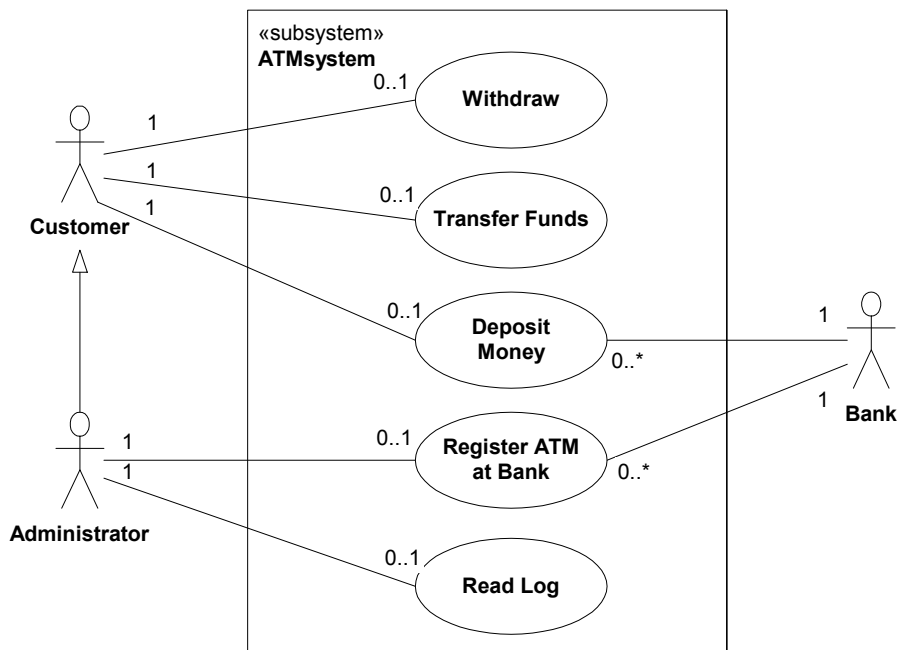 «subsystem»
ATMsystem
0..1
Withdraw
1
1
0..1
Transfer Funds
1
Customer
0..1
Deposit
Money
1
0..*
1
Bank
1
0..1
Register ATM
at Bank
0..*
1
Administrator
0..1
Read Log